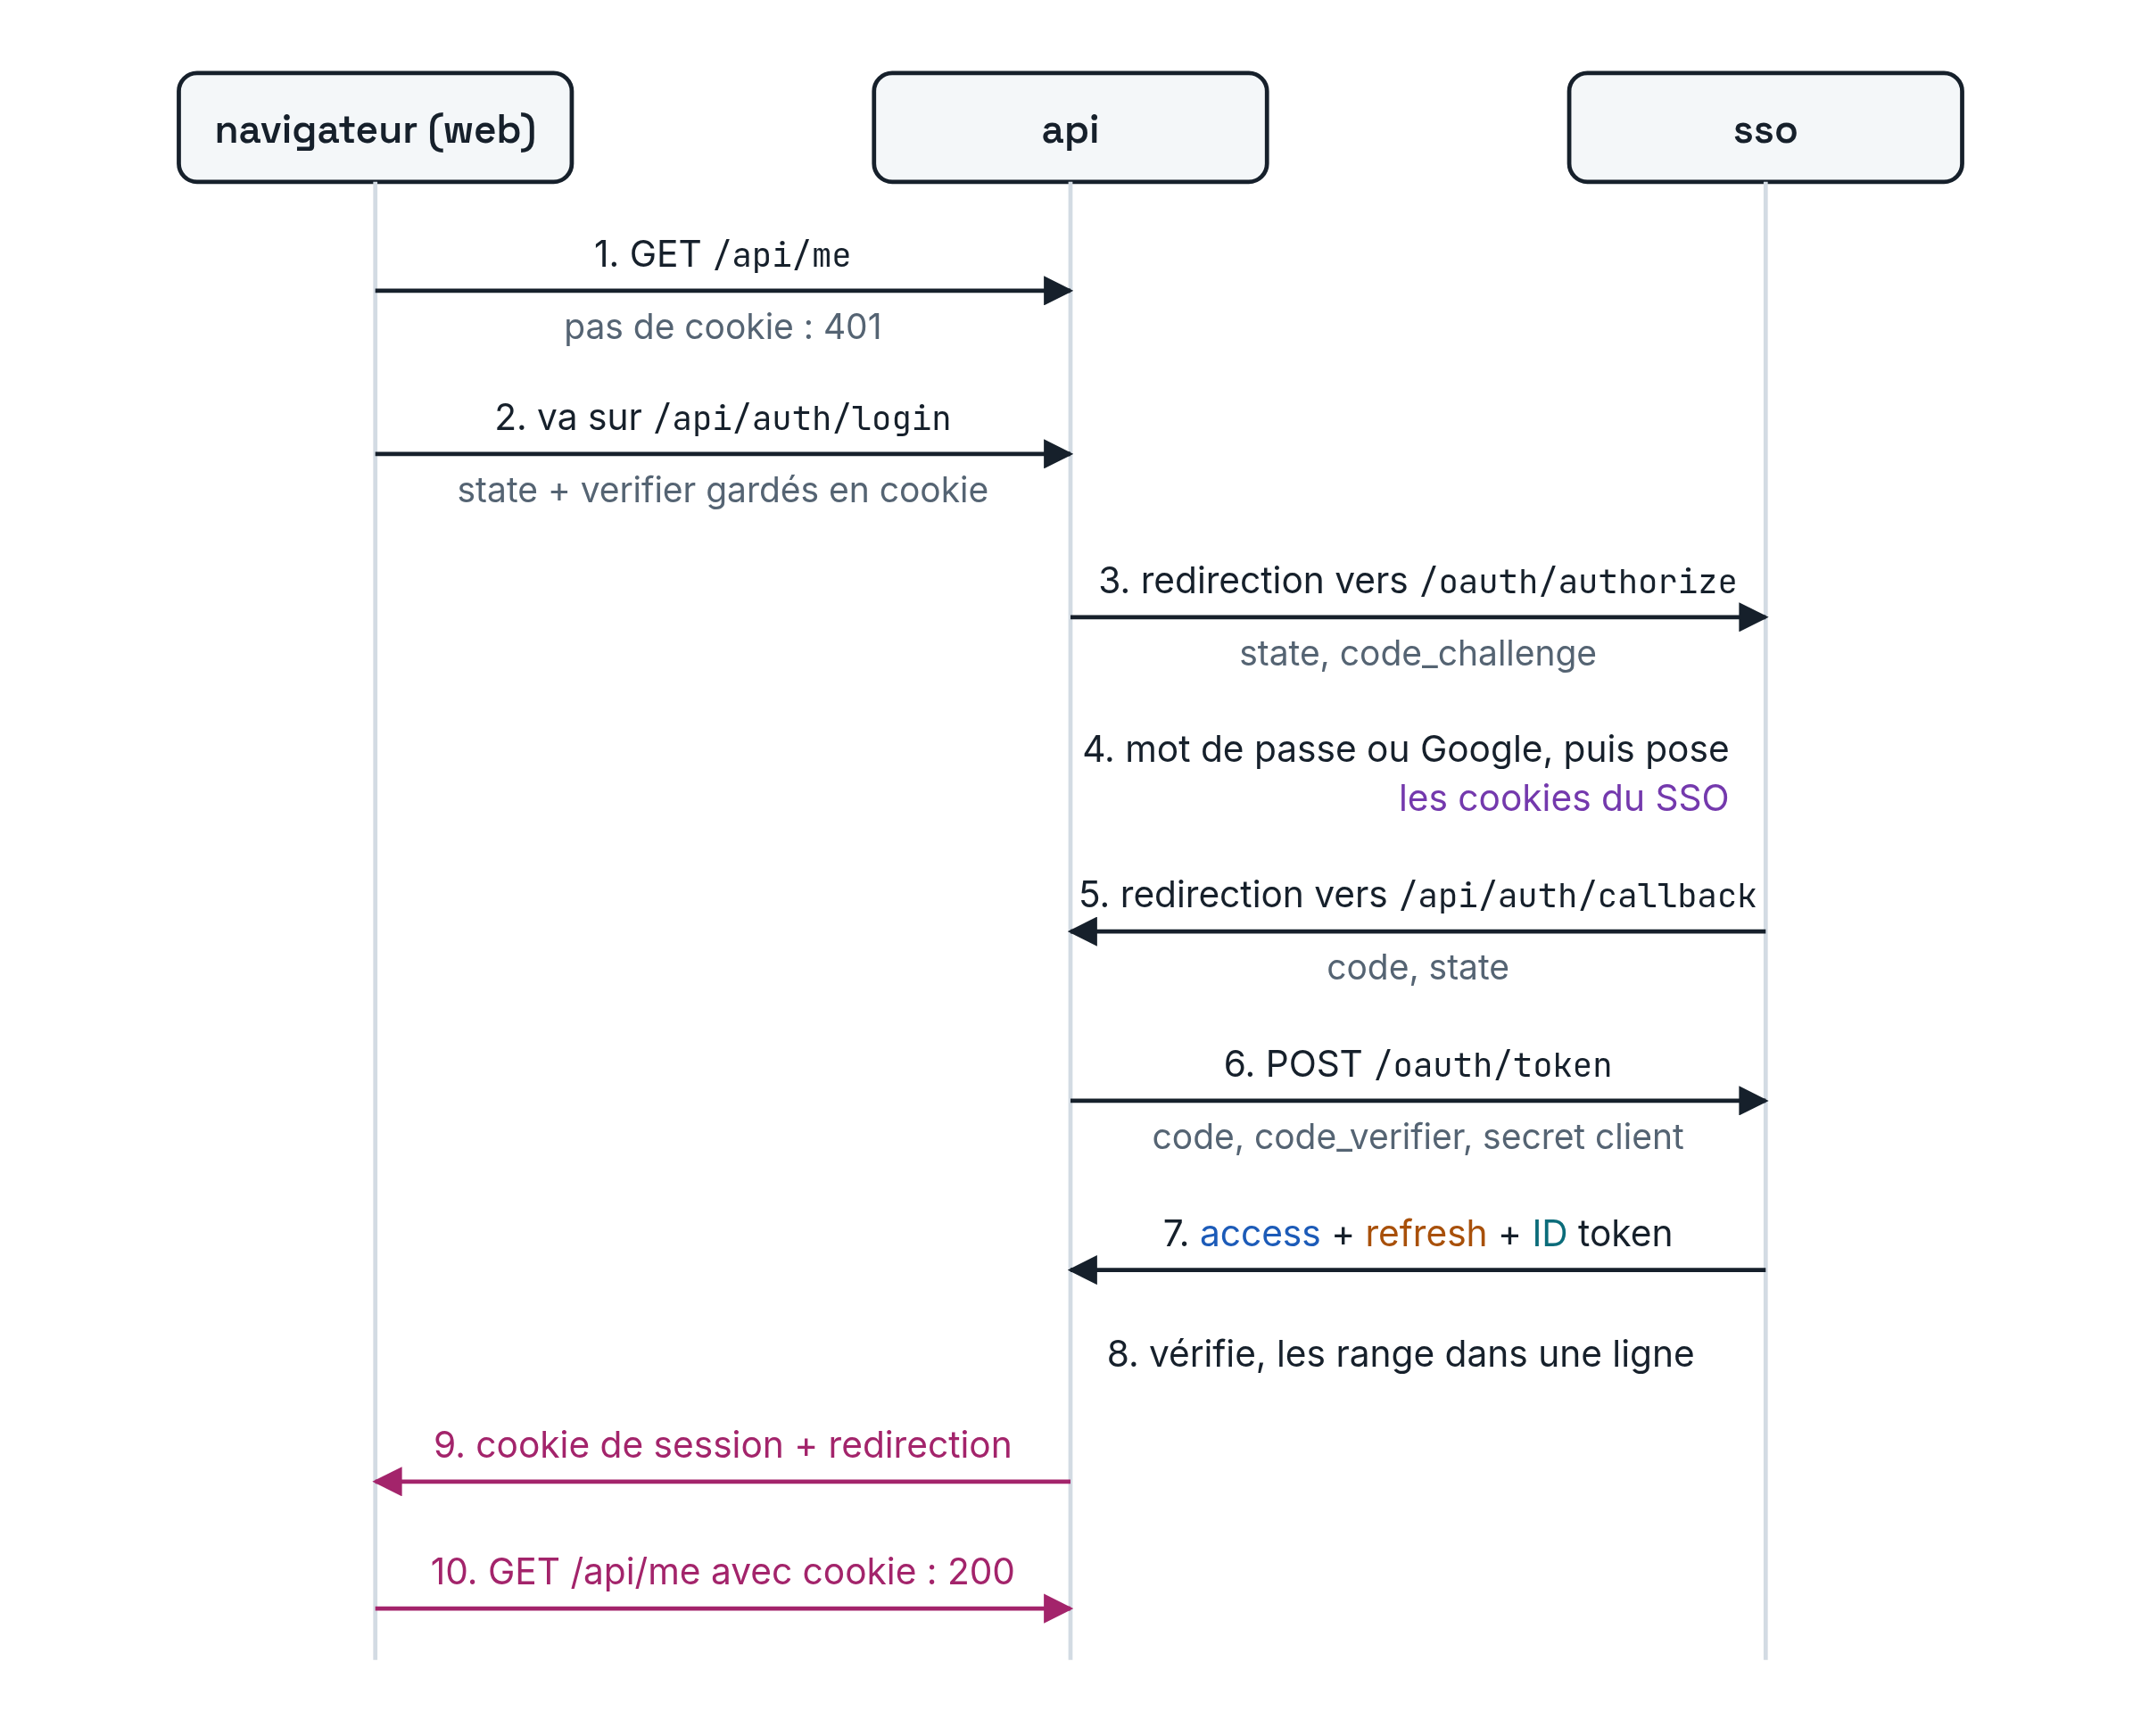 navigateur (web)
api
sso
1. GET /api/me
pas de cookie : 401
2. va sur /api/auth/login
state + verifier gardés en cookie
3. redirection vers /oauth/authorize
state, code_challenge
4. mot de passe ou Google, puis pose
les cookies du SSO
5. redirection vers /api/auth/callback
code, state
6. POST /oauth/token
code, code_verifier, secret client
7. access + refresh + ID token
8. vérifie, les range dans une ligne
9. cookie de session + redirection
10. GET /api/me avec cookie : 200